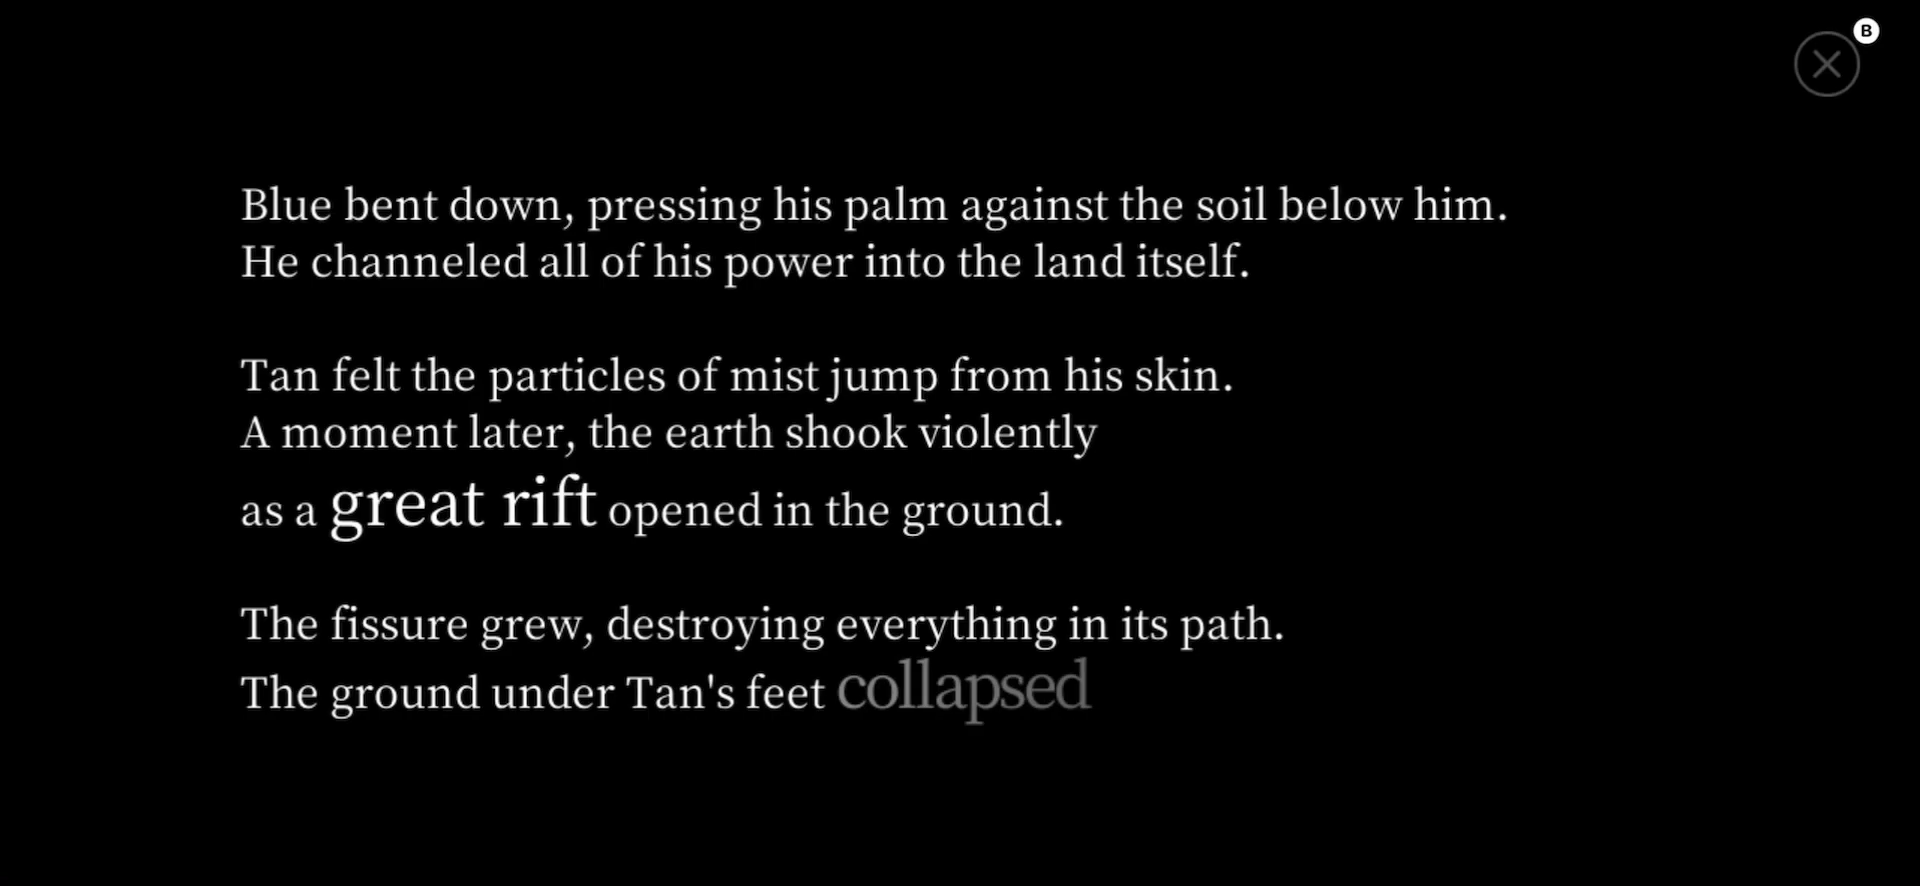 B
Blue bent down, pressing his palm against the soil below him.
He channeled all of his power into the land itself.
Tan felt the particles of mist jump from his skin.
A moment later, the earth shook violently
as a great rift opened in the ground.
The fissure grew, destroying everything in its path.
The ground under Tan's feet collapsed